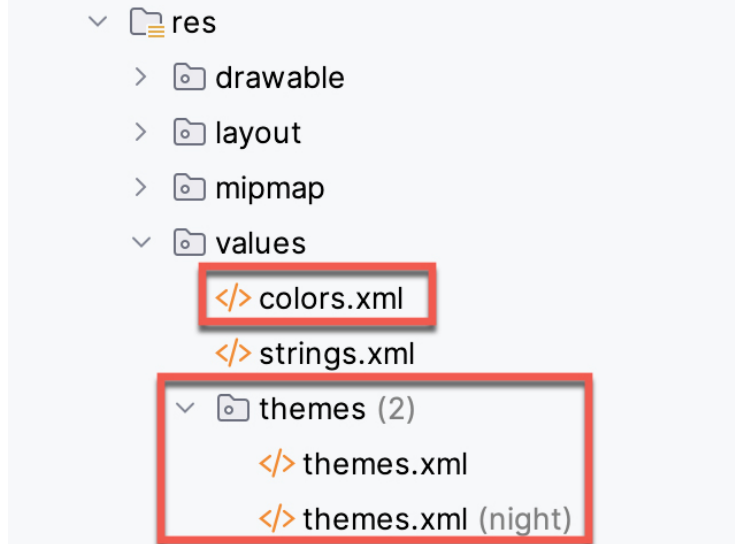 res
drawable
layout
mipmap
values
</> colors.xml
</> strings.xml
themes (2)
</> themes.xml
</> themes.xml (night)